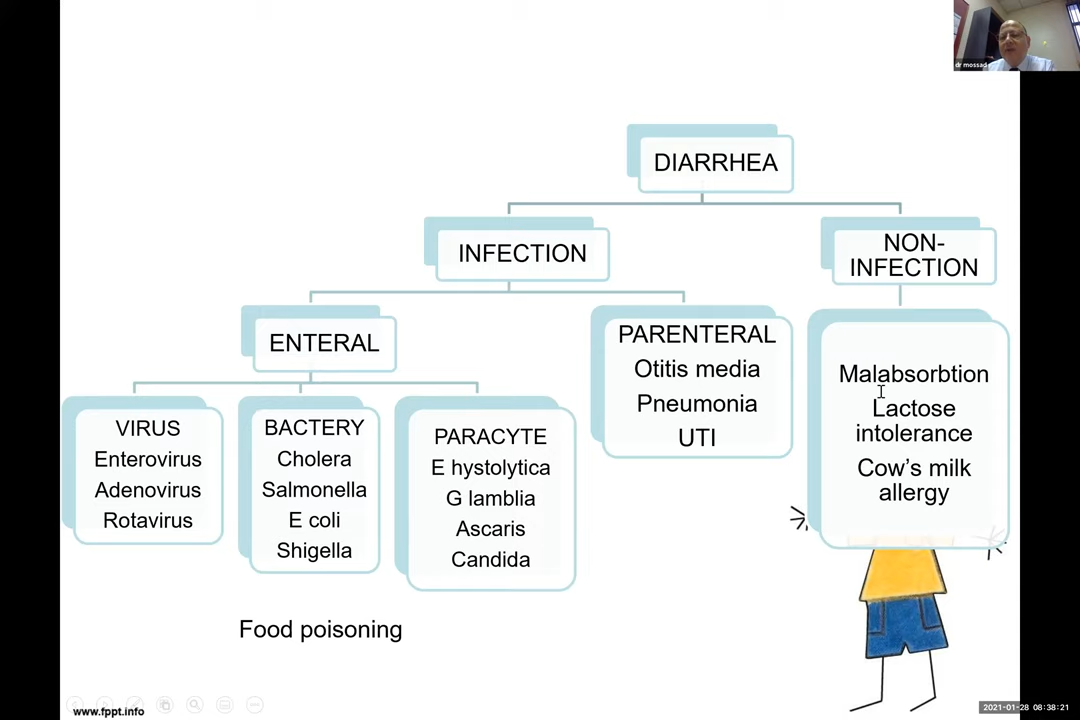 dr mossad
DIARRHEA
INFECTION
NON-
INFECTION
ENTERAL
PARENTERAL
Otitis media
Pneumonia
UTI
Malabsorbtion
Lactose
intolerance
Cow's milk
allergy
VIRUS
Enterovirus
Adenovirus
Rotavirus
BACTERY
Cholera
Salmonella
E coli
Shigella
PARACYTE
E hystolytica
G lamblia
Ascaris
Candida
Food poisoning
www.fppt.info
2021-01-28 08:38:21